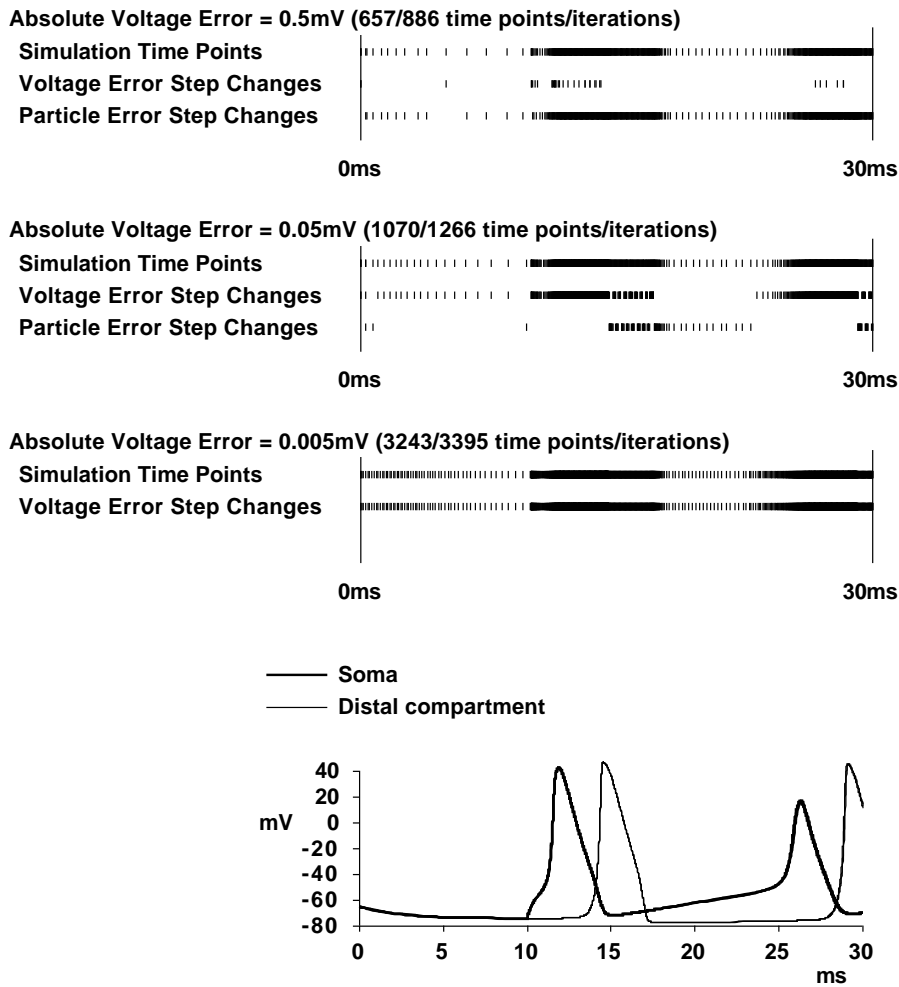 Absolute Voltage Error = 0.5mV (657/886 time points/iterations)
Simulation Time Points
Voltage Error Step Changes
Particle Error Step Changes
0ms 30ms
Absolute Voltage Error = 0.05mV (1070/1266 time points/iterations)
Simulation Time Points
Voltage Error Step Changes
Particle Error Step Changes
0ms 30ms
Absolute Voltage Error = 0.005mV (3243/3395 time points/iterations)
Simulation Time Points
Voltage Error Step Changes
0ms 30ms
Soma
Distal compartment
40
20
mV 0
-20
-40
-60
-80
0 5 10 15 20 25 30
ms